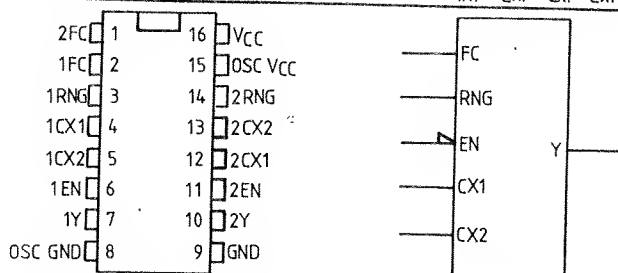 2FC 1 16 VCC
1FC 2 15 OSC VCC
1RNG 3 14 2RNG
1CX1 4 13 2CX2
1CX2 5 12 2CX1
1EN 6 11 2EN
1Y 7 10 2Y
OSC GND 8 9 GND
FC
RNG
EN
Y
CX1
CX2